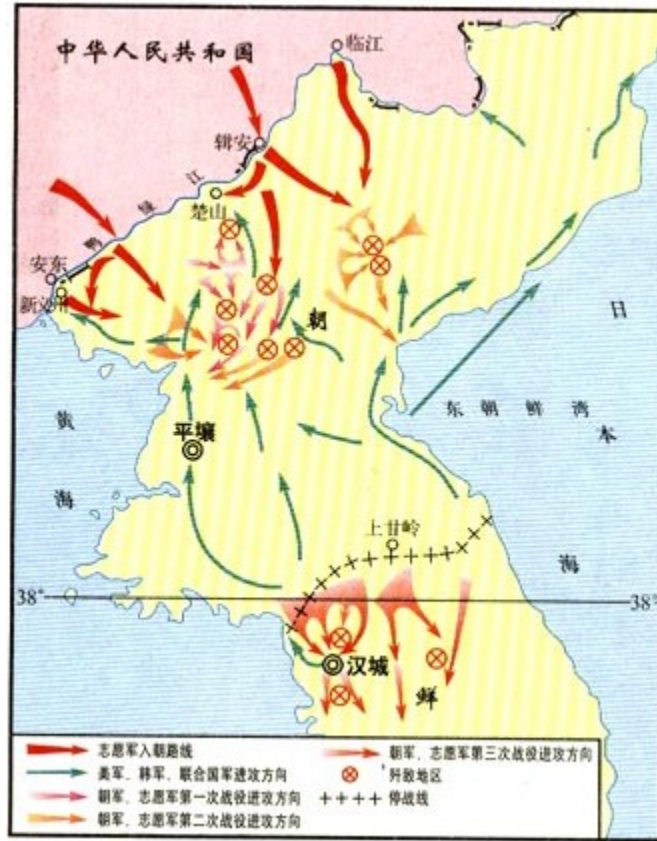 中华人民共和国
临江
辑安
鸭绿江
楚山
安东
新义州
朝
日
东朝鲜湾
本
黄
平壤
海
上甘岭
海
38°
38°
汉城
鲜
志愿军入朝路线
美军、韩军、联合国军进攻方向
朝军、志愿军第一次战役进攻方向
朝军、志愿军第二次战役进攻方向
朝军、志愿军第三次战役进攻方向
歼敌地区
停战线